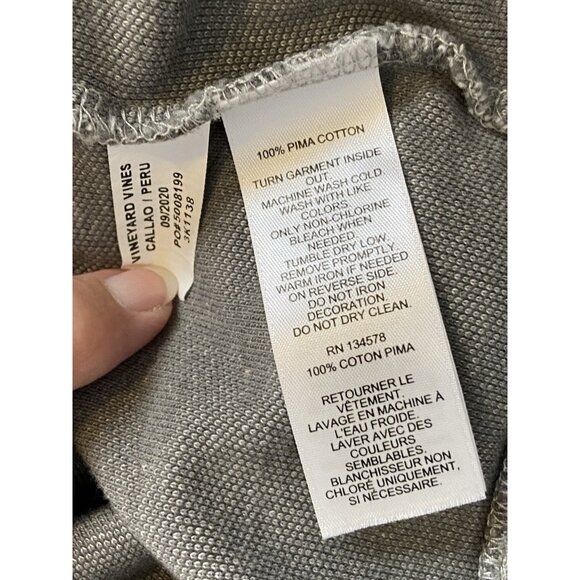 VINEYARD VINES
CALLAO / PERU
09/2020
PO#5008199
3K1138
100% PIMA COTTON
TURN GARMENT INSIDE
OUT.
MACHINE WASH COLD
WASH WITH LIKE
COLORS
ONLY NON-CHLORINE
BLEACH WHEN
NEEDED.
TUMBLE DRY LOW.
REMOVE PROMPTLY.
WARM IRON IF NEEDED
ON REVERSE SIDE.
DO NOT IRON
DECORATION.
DO NOT DRY CLEAN.
RN 134578
100% COTON PIMA
RETOURNER LE
VÊTEMENT.
LAVAGE EN MACHINE À
L'EAU FROIDE.
LAVER AVEC DES
COULEURS
SEMBLABLES.
BLANCHISSEUR NON
CHLORÉ UNIQUEMENT,
SI NÉCESSAIRE.